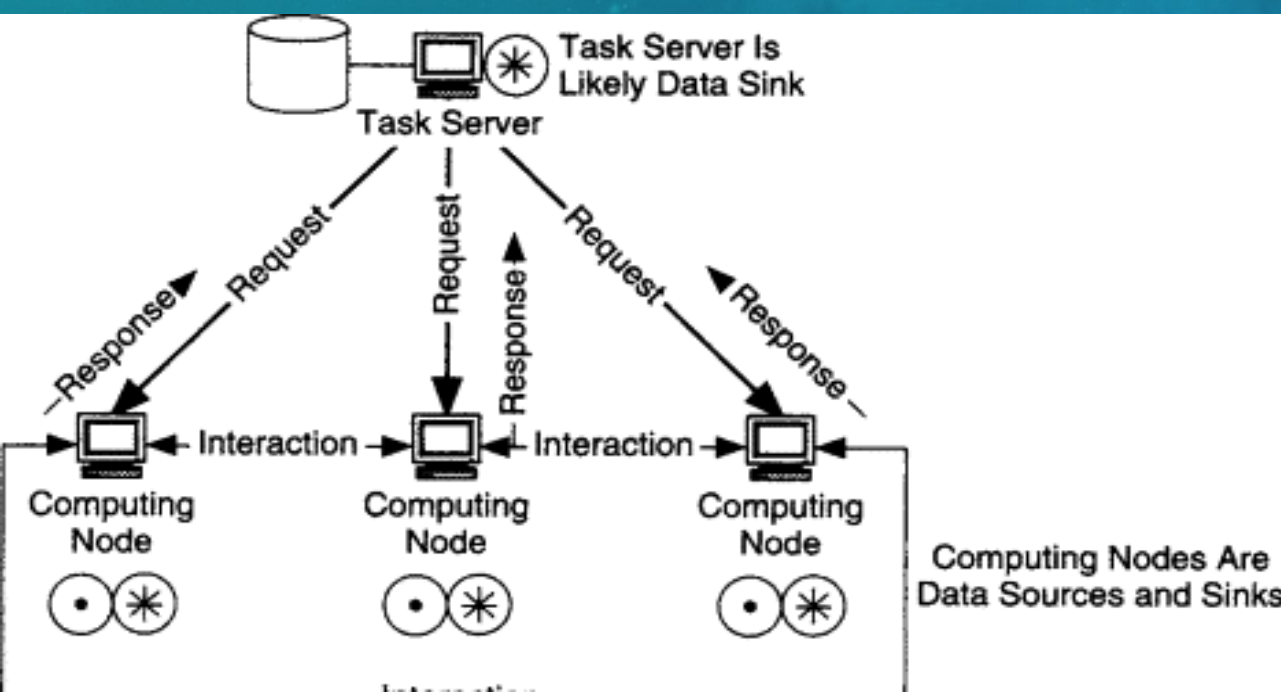 Task Server Is
Likely Data Sink
Task Server
Request
Request
Request
Response
Response
Response
Interaction
Interaction
Computing
Node
Computing
Node
Computing
Node
Computing Nodes Are
Data Sources and Sinks